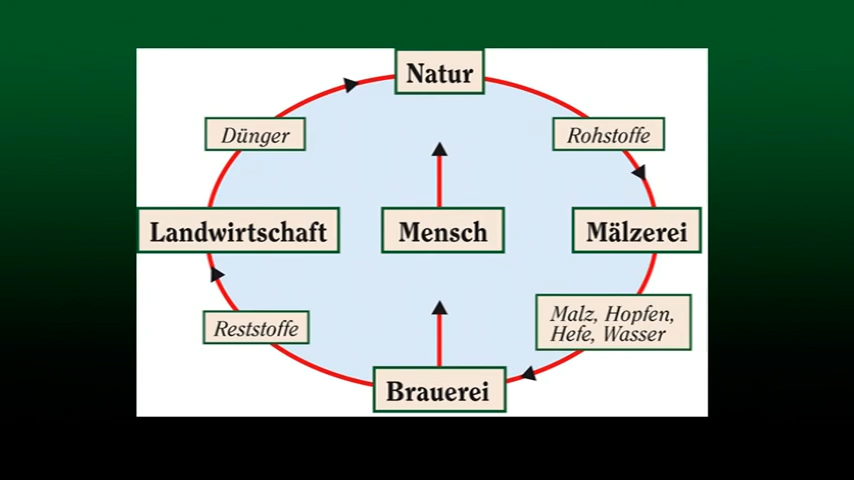 Natur
Dünger
Rohstoffe
Landwirtschaft
Mensch
Mälzerei
Reststoffe
Malz, Hopfen,
Hefe, Wasser
Brauerei